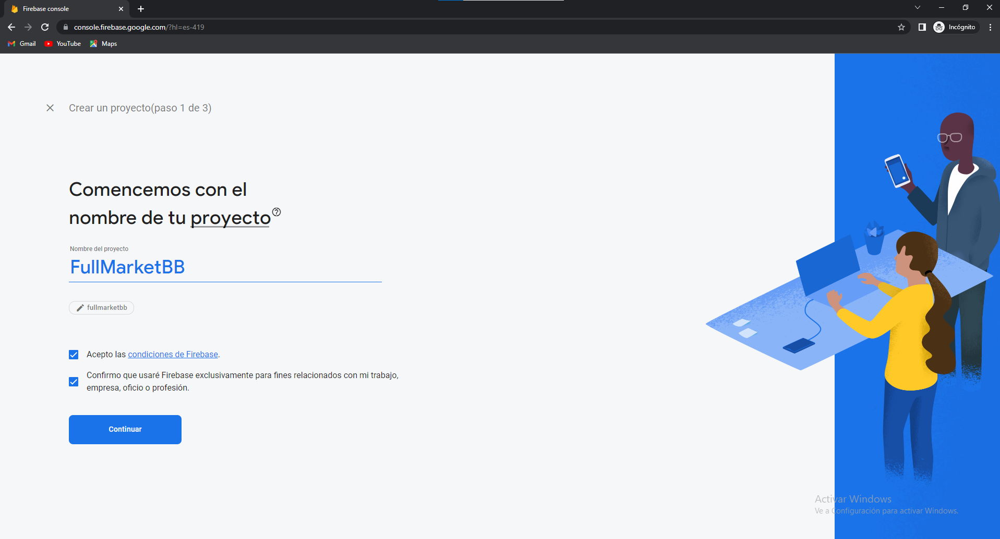 Firebase console
console.firebase.google.com/?hl=es-419
Incógnito
Gmail
YouTube
Maps
Crear un proyecto(paso 1 de 3)
Comencemos con el
nombre de tu proyecto
Nombre del proyecto
FullMarketBB
fullmarketbb
Acepto las condiciones de Firebase.
Confirmo que usaré Firebase exclusivamente para fines relacionados con mi trabajo,
empresa, oficio o profesión.
Continuar
Activar Windows
Ve a Configuración para activar Windows.